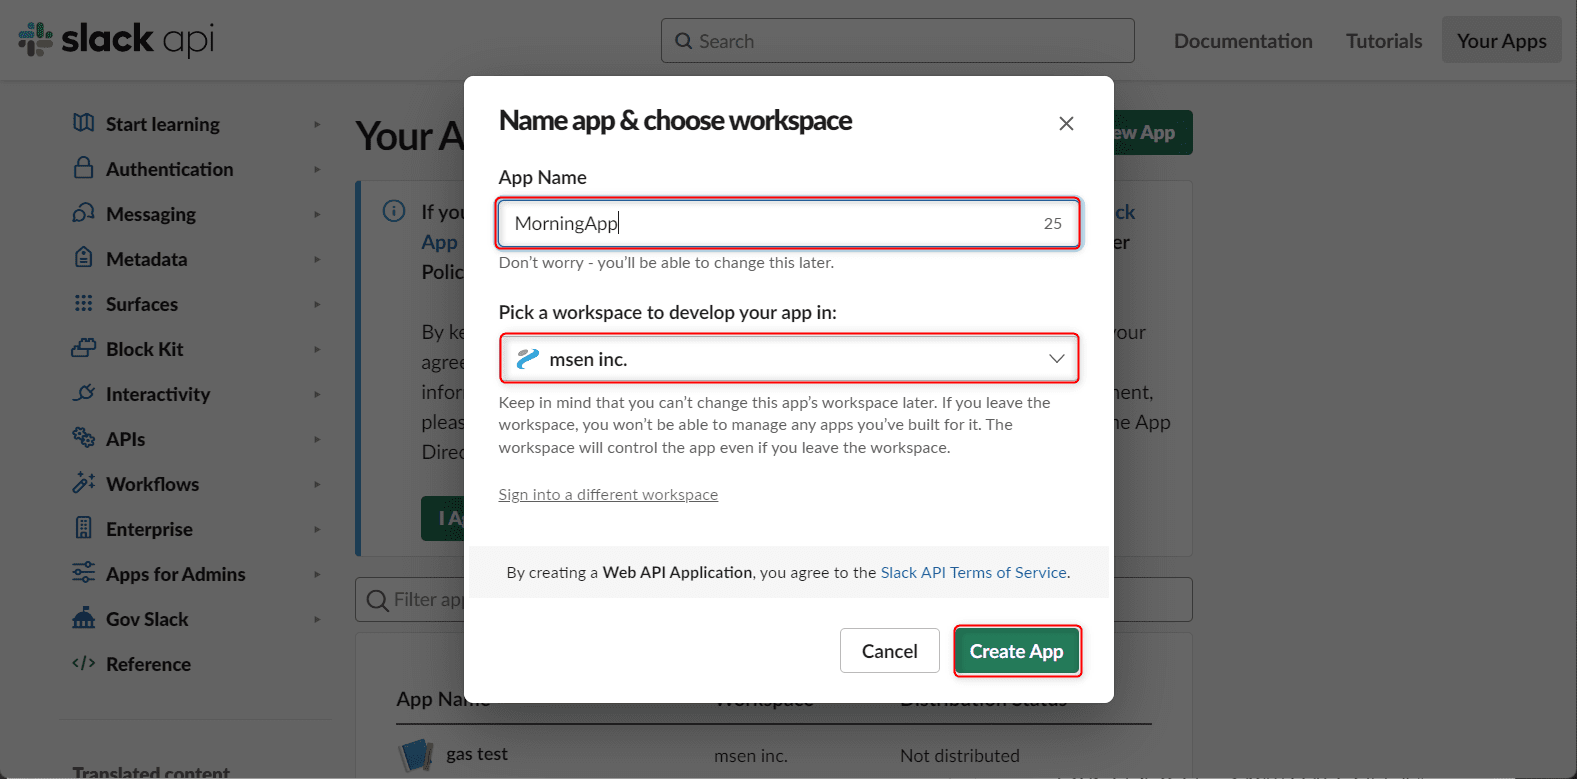 slack api
Search
Documentation
Tutorials
Your Apps
Start learning
Authentication
Messaging
Metadata
Surfaces
Block Kit
Interactivity
APIs
Workflows
Enterprise
Apps for Admins
Gov Slack
Reference
Translated content
Your A
ew App
If you
ck
App
er
Polic
By ke
your
agree
infor
nent,
pleas
he App
Direc
I A
Filter app
App Name
Workspace
Distribution Status
gas test
msen inc.
Not distributed
Name app & choose workspace
App Name
MorningApp
25
Don't worry - you'll be able to change this later.
Pick a workspace to develop your app in:
msen inc.
Keep in mind that you can't change this app's workspace later. If you leave the
workspace, you won't be able to manage any apps you've built for it. The
workspace will control the app even if you leave the workspace.
Sign into a different workspace
By creating a Web API Application, you agree to the Slack API Terms of Service.
Cancel
Create App